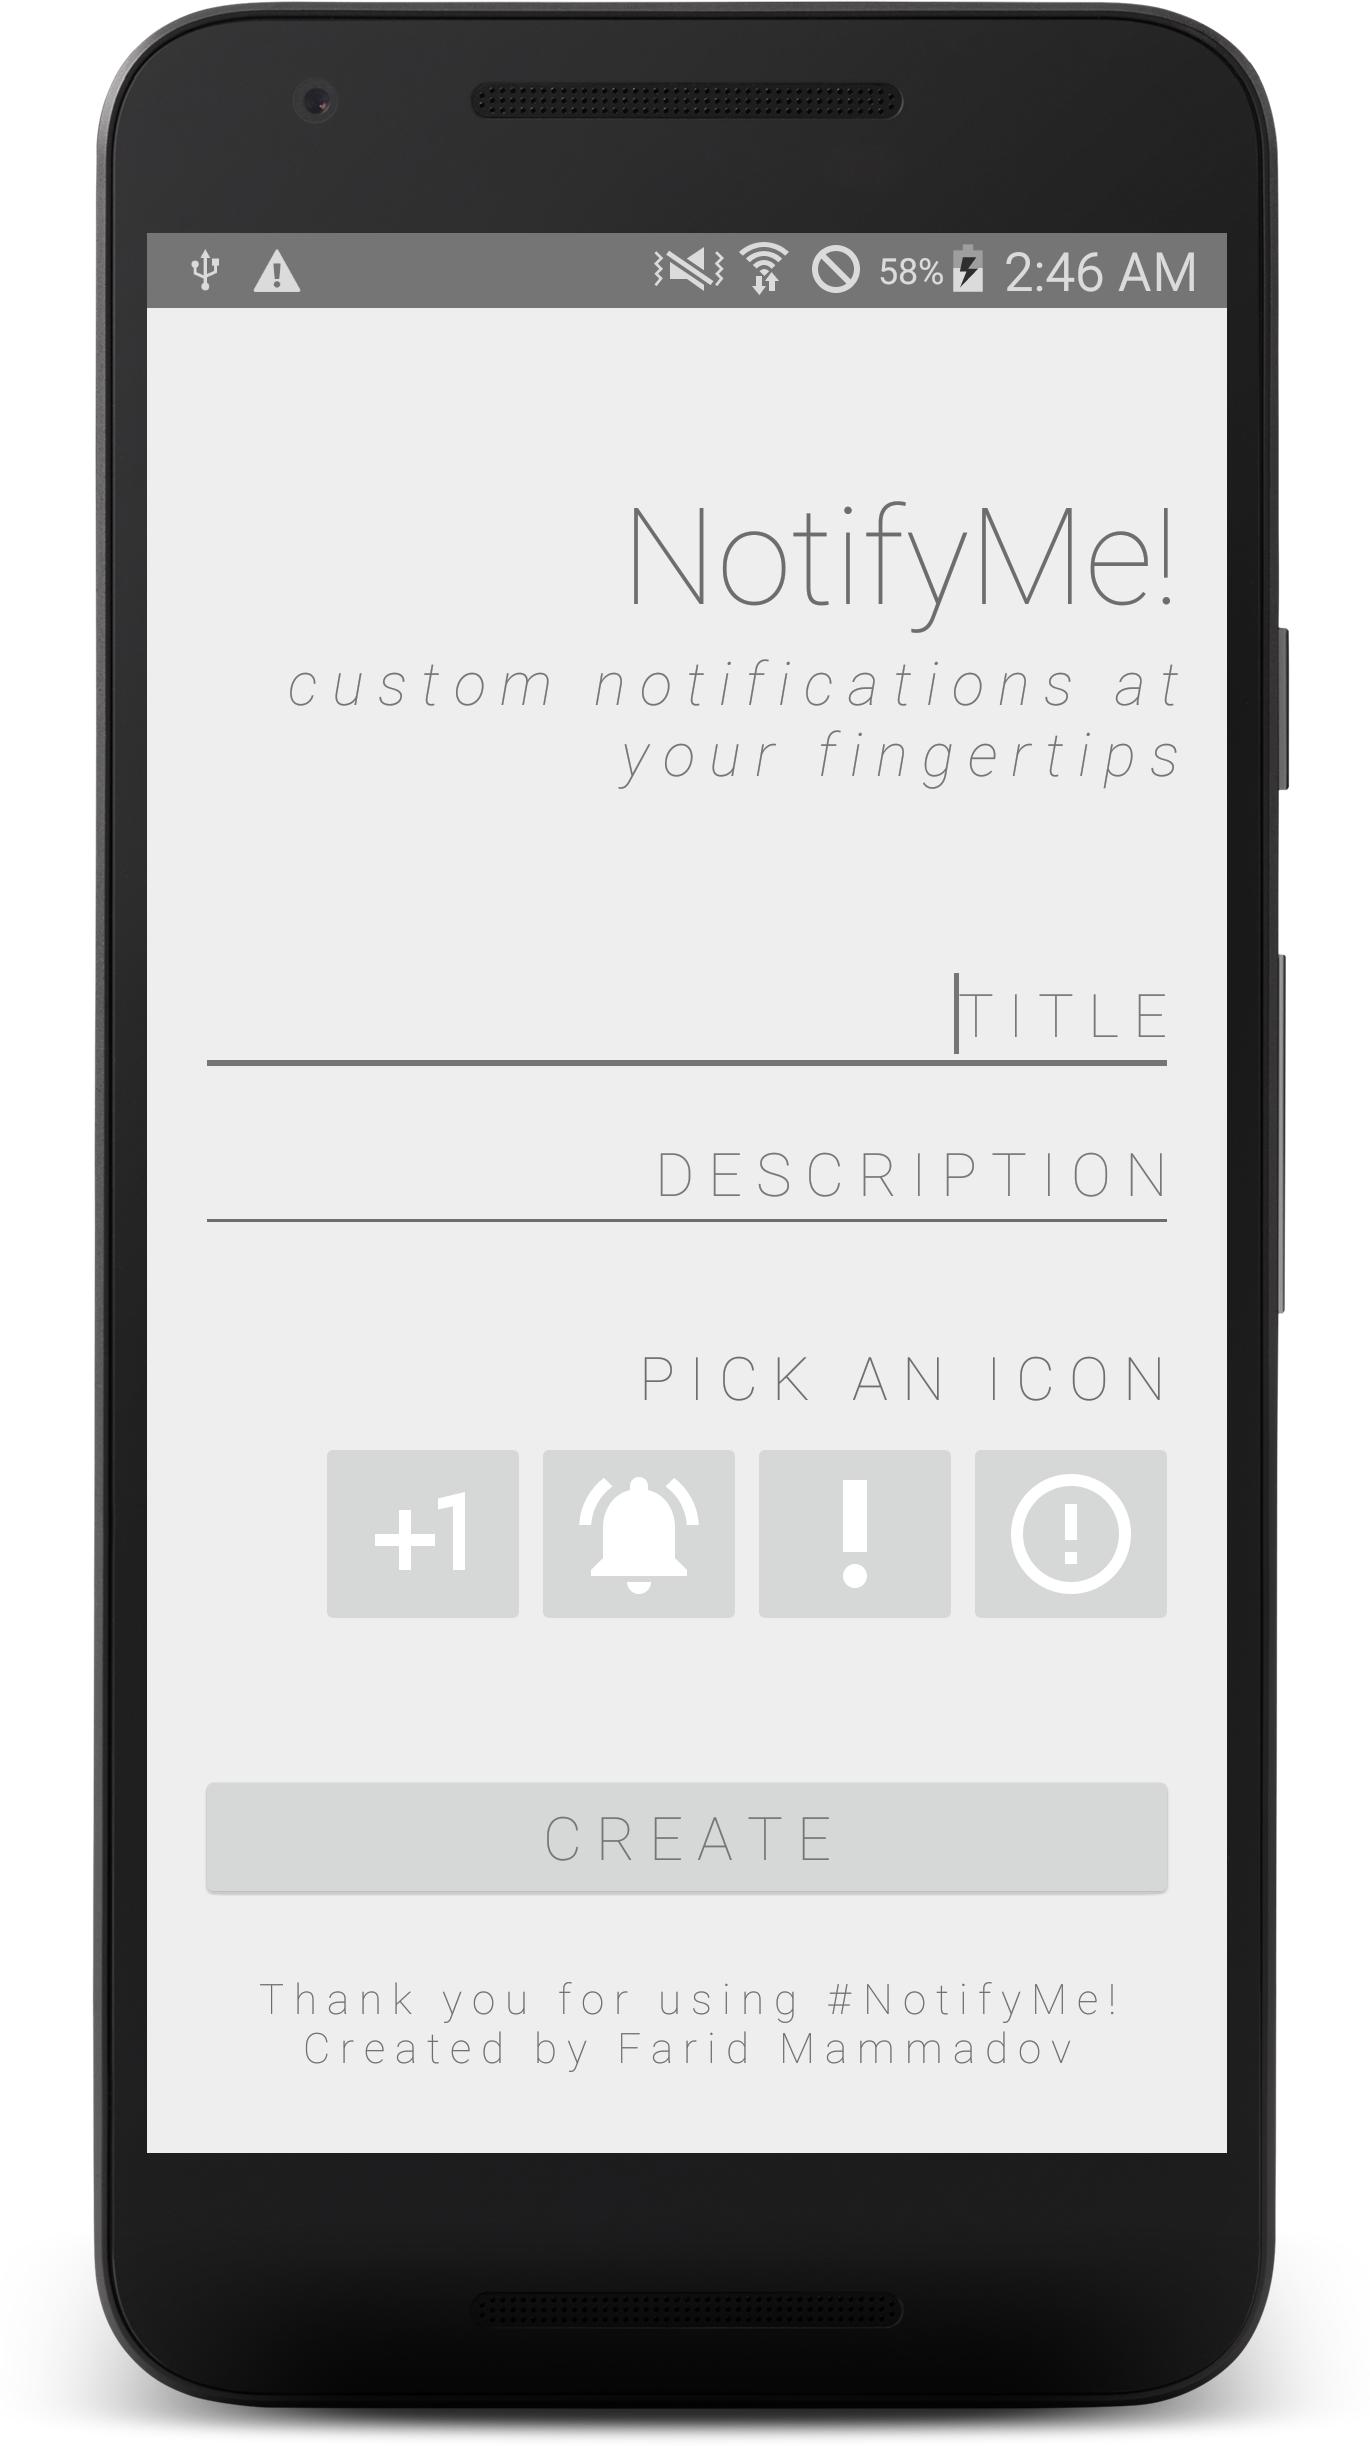 58% 2:46 AM
NotifyMe!
custom notifications at
your fingertips
TITLE
DESCRIPTION
PICK AN ICON
+1
CREATE
Thank you for using #NotifyMe!
Created by Farid Mammadov